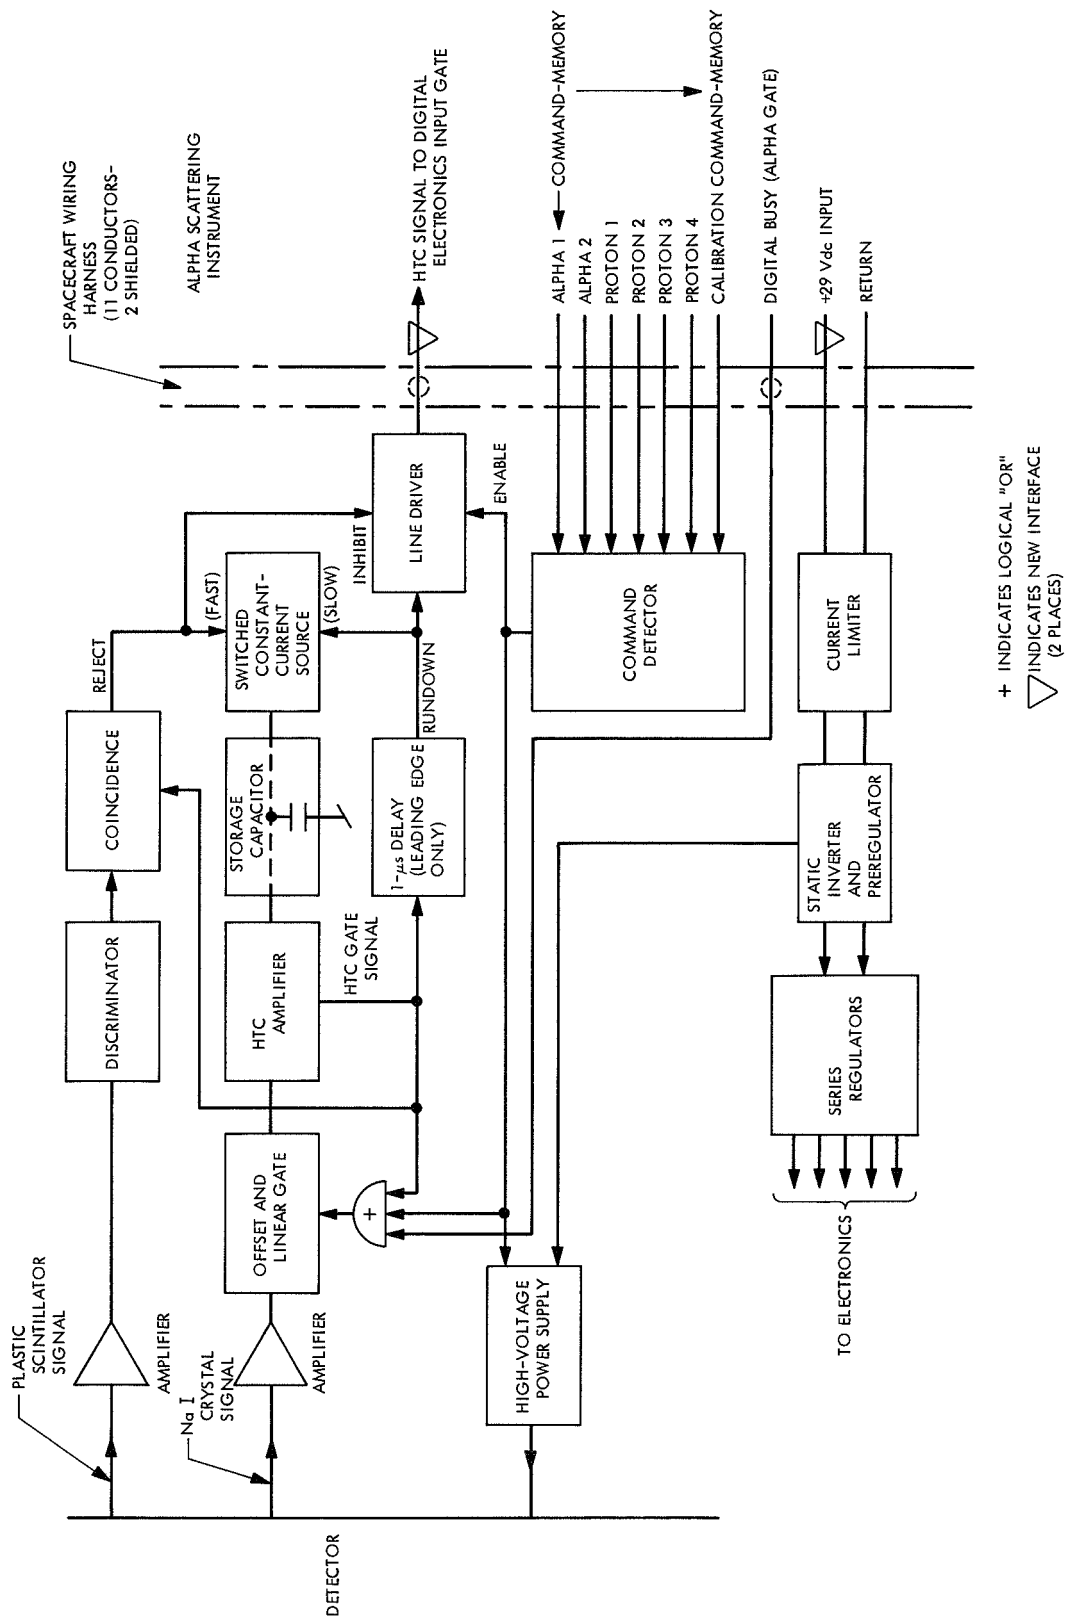 SPACECRAFT WIRING
HARNESS
(11 CONDUCTORS-
2 SHIELDED)
ALPHA SCATTERING
INSTRUMENT
PLASTIC
SCINTILLATOR
SIGNAL
AMPLIFIER
DISCRIMINATOR
COINCIDENCE
REJECT
(FAST)
Na I
CRYSTAL
SIGNAL
AMPLIFIER
OFFSET AND
LINEAR GATE
HTC
AMPLIFIER
STORAGE
CAPACITOR
SWITCHED
CONSTANT-
CURRENT
SOURCE
(SLOW)
INHIBIT
HTC GATE
SIGNAL
1-μs DELAY
(LEADING EDGE
ONLY)
RUNDOWN
LINE DRIVER
ENABLE
HTC SIGNAL TO DIGITAL
ELECTRONICS INPUT GATE
+
DETECTOR
HIGH-VOLTAGE
POWER SUPPLY
COMMAND
DETECTOR
ALPHA 1
COMMAND-MEMORY
ALPHA 2
PROTON 1
PROTON 2
PROTON 3
PROTON 4
CALIBRATION COMMAND-MEMORY
DIGITAL BUSY (ALPHA GATE)
+29 Vdc INPUT
RETURN
TO ELECTRONICS
SERIES
REGULATORS
STATIC
INVERTER
AND
PREREGULATOR
CURRENT
LIMITER
+ INDICATES LOGICAL "OR"
INDICATES NEW INTERFACE
(2 PLACES)